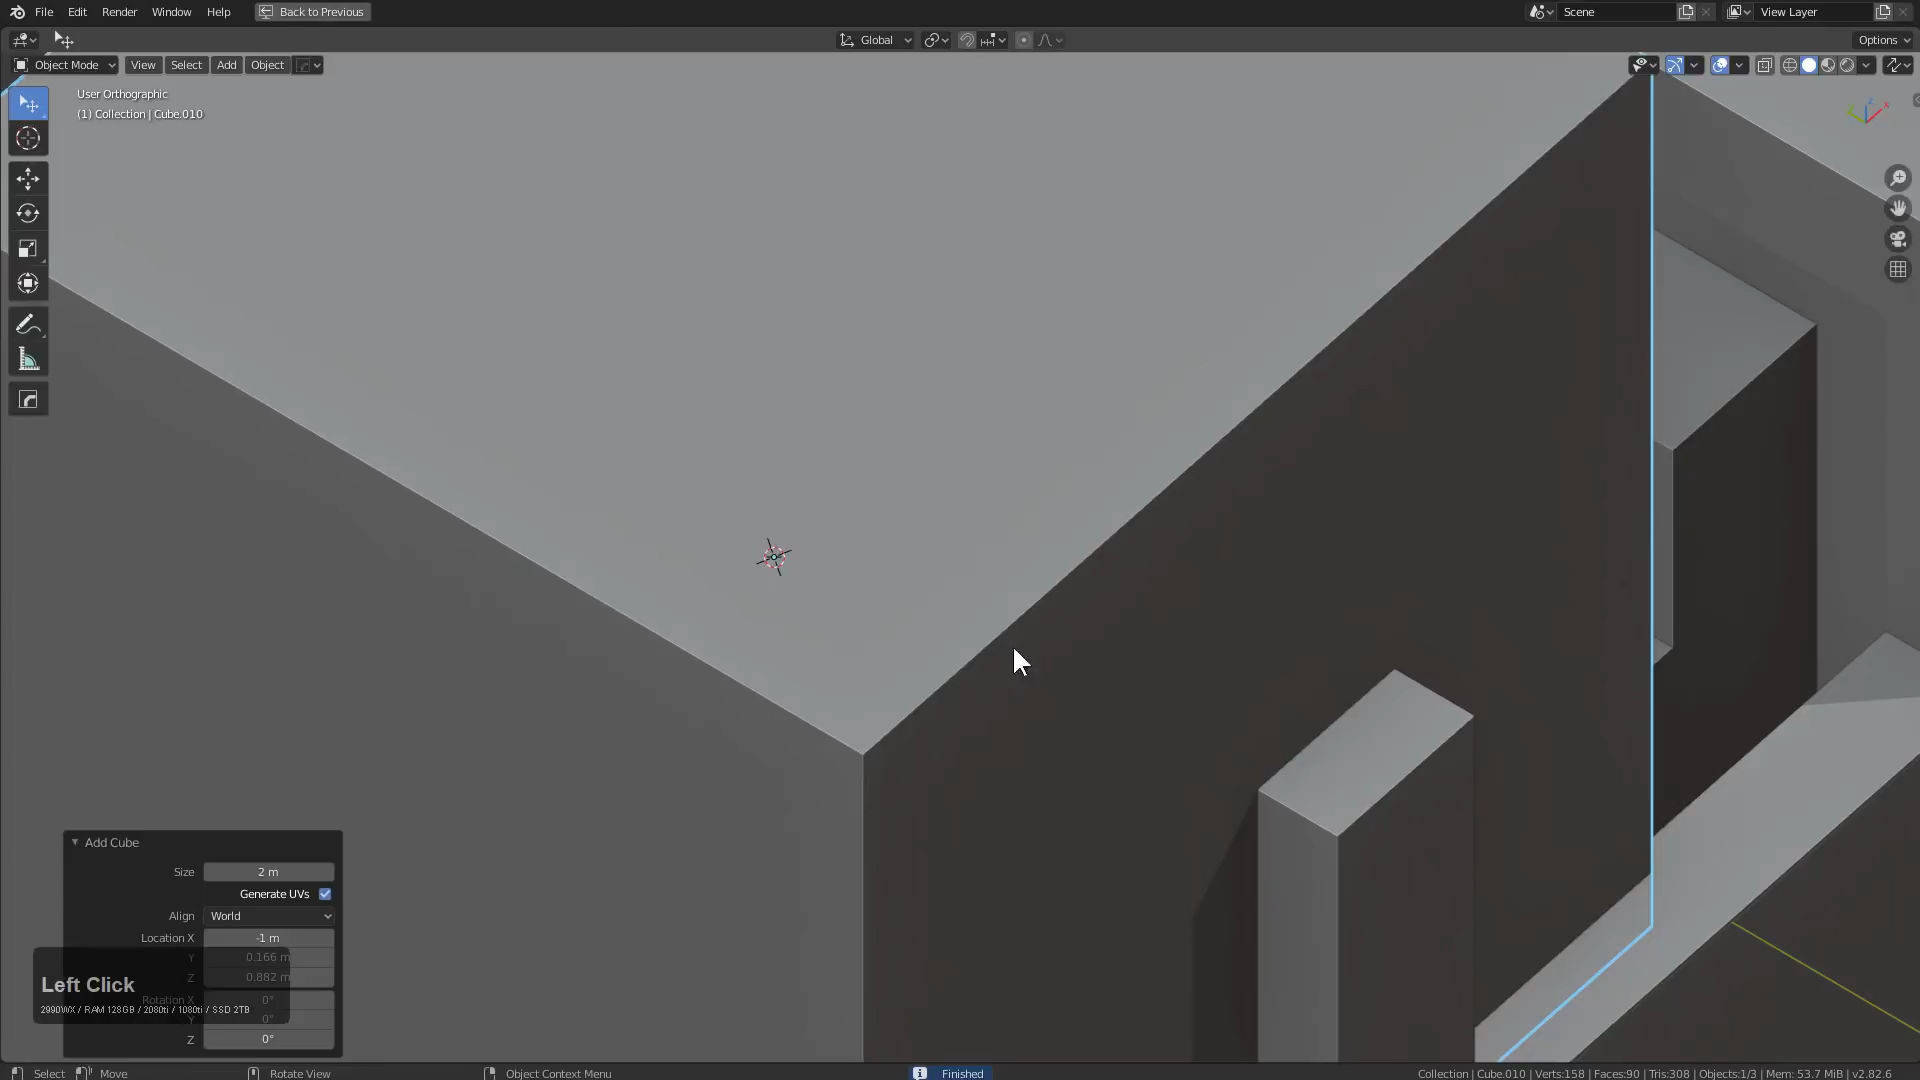 File Edit Render Window Help Back to Previous Scene View Layer
Global Options
Object Mode View Select Add Object
User Orthographic
(1) Collection | Cube.010
Add Cube
Size 2 m
Generate UVs
Align World
Location X -1 m
Y 0.166 m
Z 0.882 m
Left Click
Rotation X 0°
2990WX / RAM 128GB / 2080ti / 1080ti / SSD 2TB
Y 0°
Z 0°
Select Move Rotate View Object Context Menu Finished Collection | Cube.010 | Verts:158 | Faces:90 | Tris:308 | Objects:1/3 | Mem: 53.7 MiB | v2.82.6